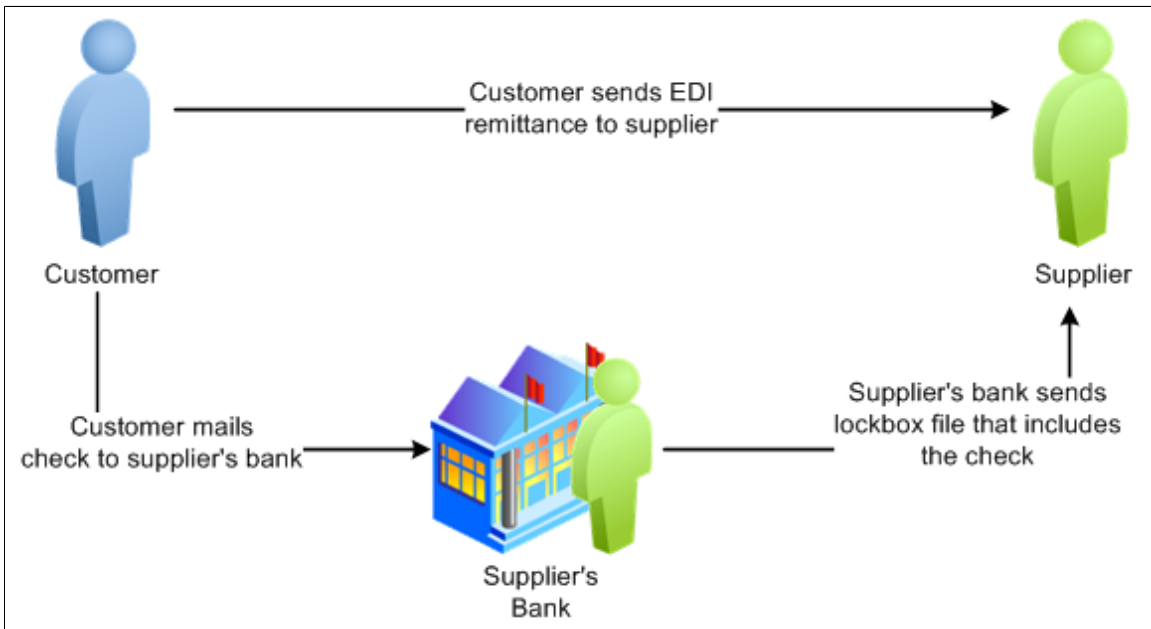 Customer sends EDI
remittance to supplier
Customer
Supplier
Customer mails
check to supplier's bank
Supplier's bank sends
lockbox file that includes
the check
Supplier's
Bank